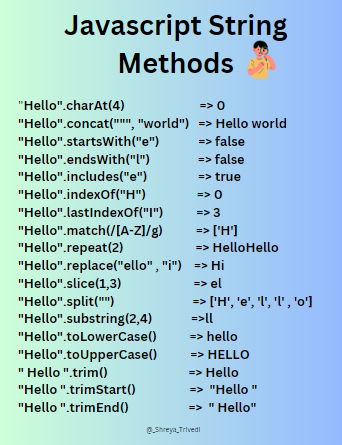 Javascript String
Methods
"Hello".charAt(4) => 0
"Hello".concat(""", "world") => Hello world
"Hello".startsWith("e") => false
"Hello".endsWith("l") => false
"Hello".includes("e") => true
"Hello".indexOf("H") => 0
"Hello".lastIndexOf("l") => 3
"Hello".match(/[A-Z]/g) => ['H']
"Hello".repeat(2) => HelloHello
"Hello".replace("ello" , "i") => Hi
"Hello".slice(1,3) => el
"Hello".split("") => ['H', 'e', 'l', 'l' , 'o']
"Hello".substring(2,4) =>ll
"Hello".toLowerCase() => hello
"Hello".toUpperCase() => HELLO
" Hello ".trim() => Hello
"Hello ".trimStart() => "Hello "
"Hello ".trimEnd() => " Hello"
@_Shreya_Trivedi